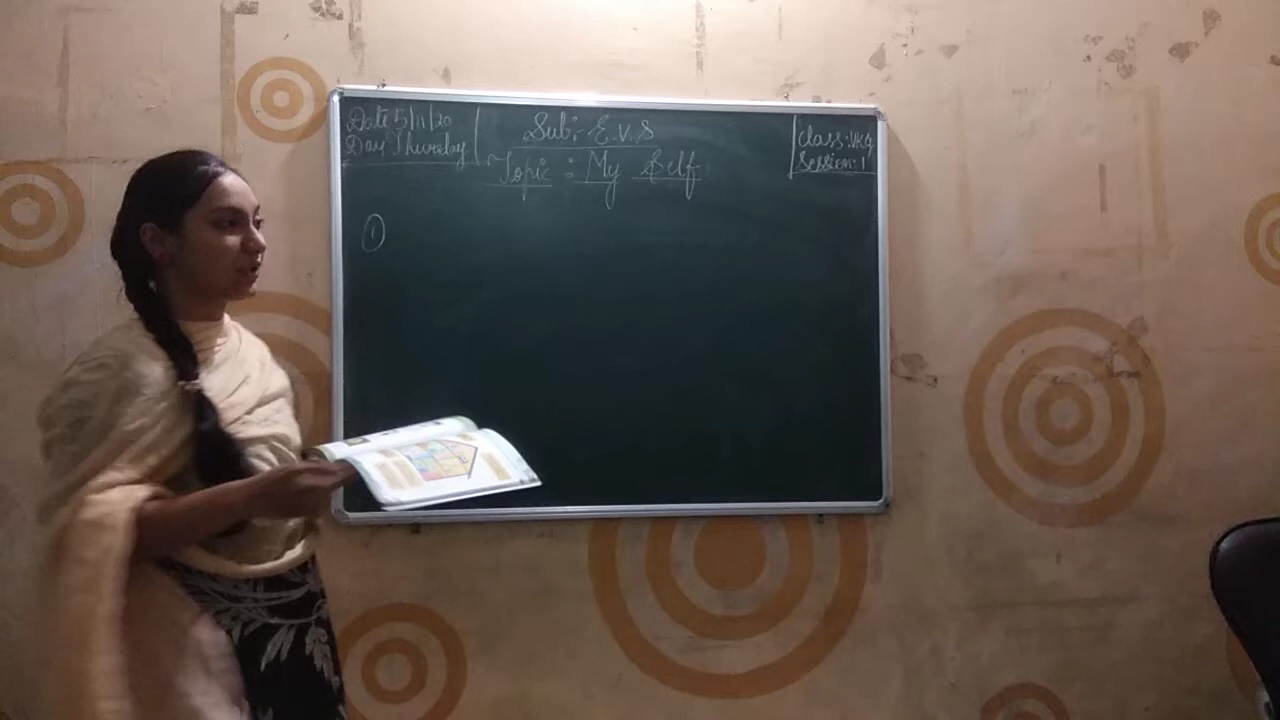 Date 5/11/20
Day Thursday
Sub:- E.V.S
Topic : My Self
Class: UKG
Session: 1
①